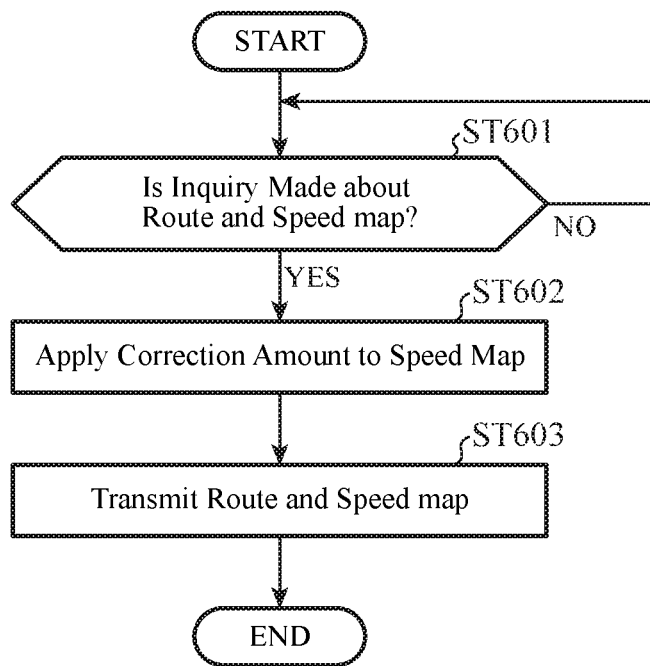 START
ST601
Is Inquiry Made about
Route and Speed map?
NO
YES
ST602
Apply Correction Amount to Speed Map
ST603
Transmit Route and Speed map
END